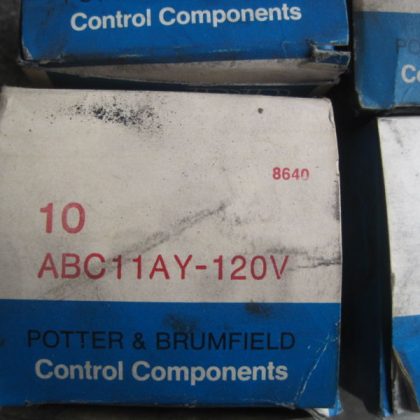 Control Components
8640
10
ABC11AY-120V
POTTER & BRUMFIELD
Control Components